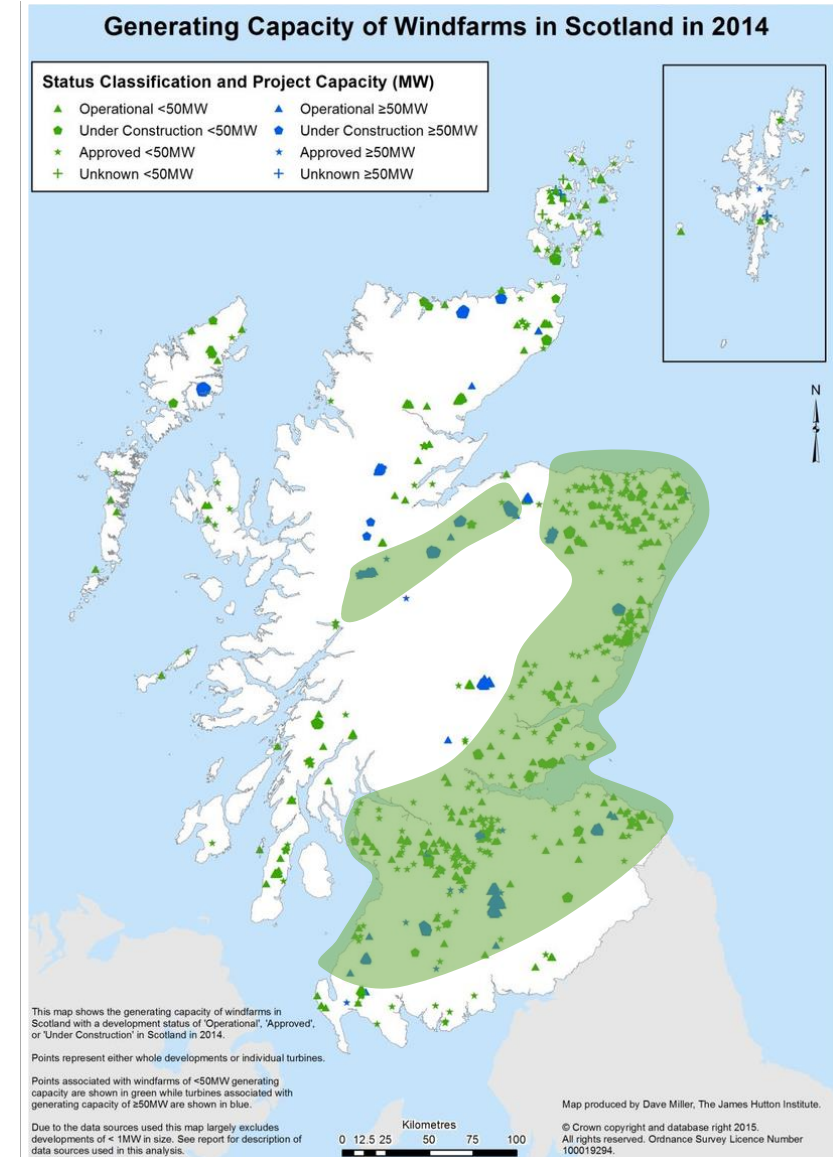 Generating Capacity of Windfarms in Scotland in 2014
Status Classification and Project Capacity (MW)
Operational <50MW
Operational ≥50MW
Under Construction <50MW
Under Construction ≥50MW
Approved <50MW
Approved ≥50MW
Unknown <50MW
Unknown ≥50MW
N
This map shows the generating capacity of windfarms in
Scotland with a development status of 'Operational', 'Approved',
or 'Under Construction' in Scotland in 2014.
Points represent either whole developments or individual turbines.
Points associated with windfarms of <50MW generating
capacity are shown in green while turbines associated with
generating capacity of ≥50MW are shown in blue.
Due to the data sources used this map largely excludes
developments of < 1MW in size. See report for description of
data sources used in this analysis.
Kilometres
0 12.5 25 50 75 100
Map produced by Dave Miller, The James Hutton Institute.
© Crown copyright and database right 2015.
All rights reserved. Ordnance Survey Licence Number
100019294.